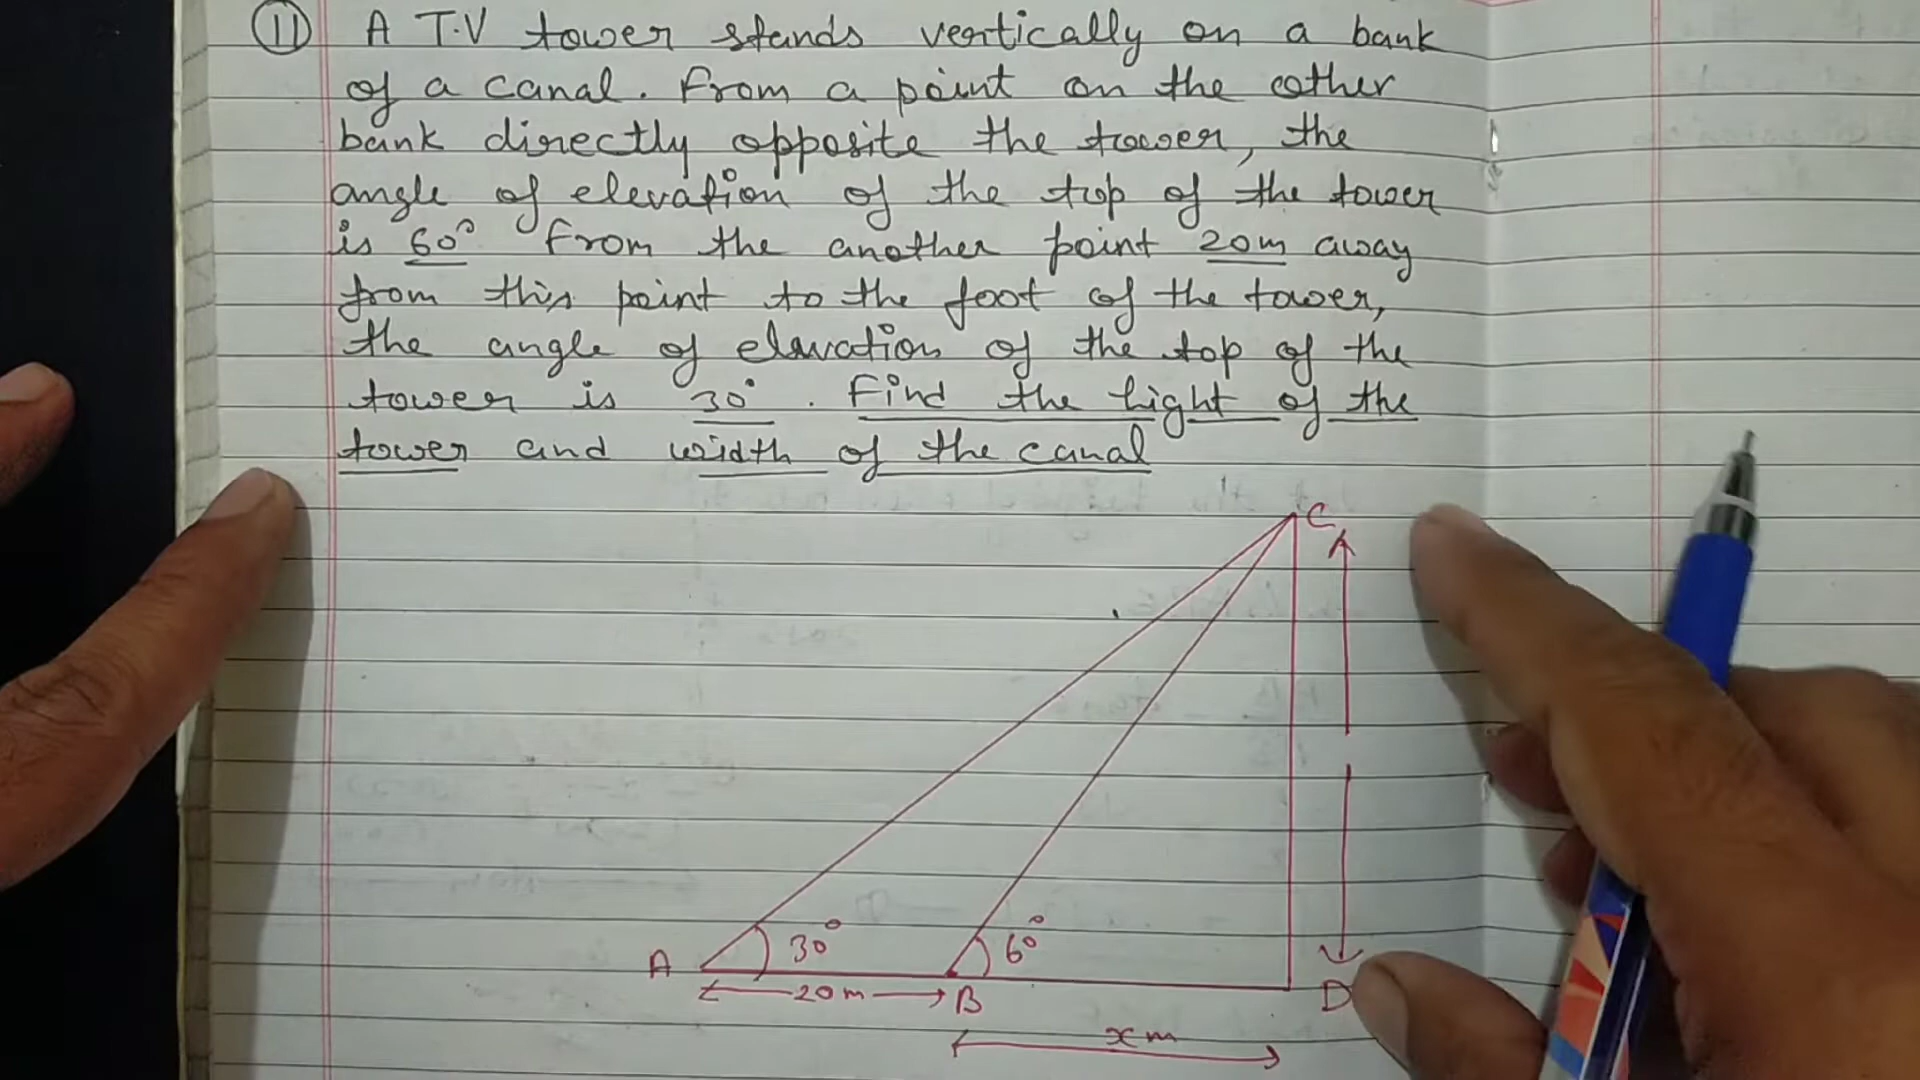 11 A T.V tower stands vertically on a bank
of a canal. From a point on the other
bank directly opposite the tower, the
angle of elevation of the top of the tower
is 60° from the another point 20m away
from this point to the foot of the tower,
the angle of elevation of the top of the
tower is 30°. Find the hight of the
tower and width of the canal
C
A 30° 60°
20m B D
x m